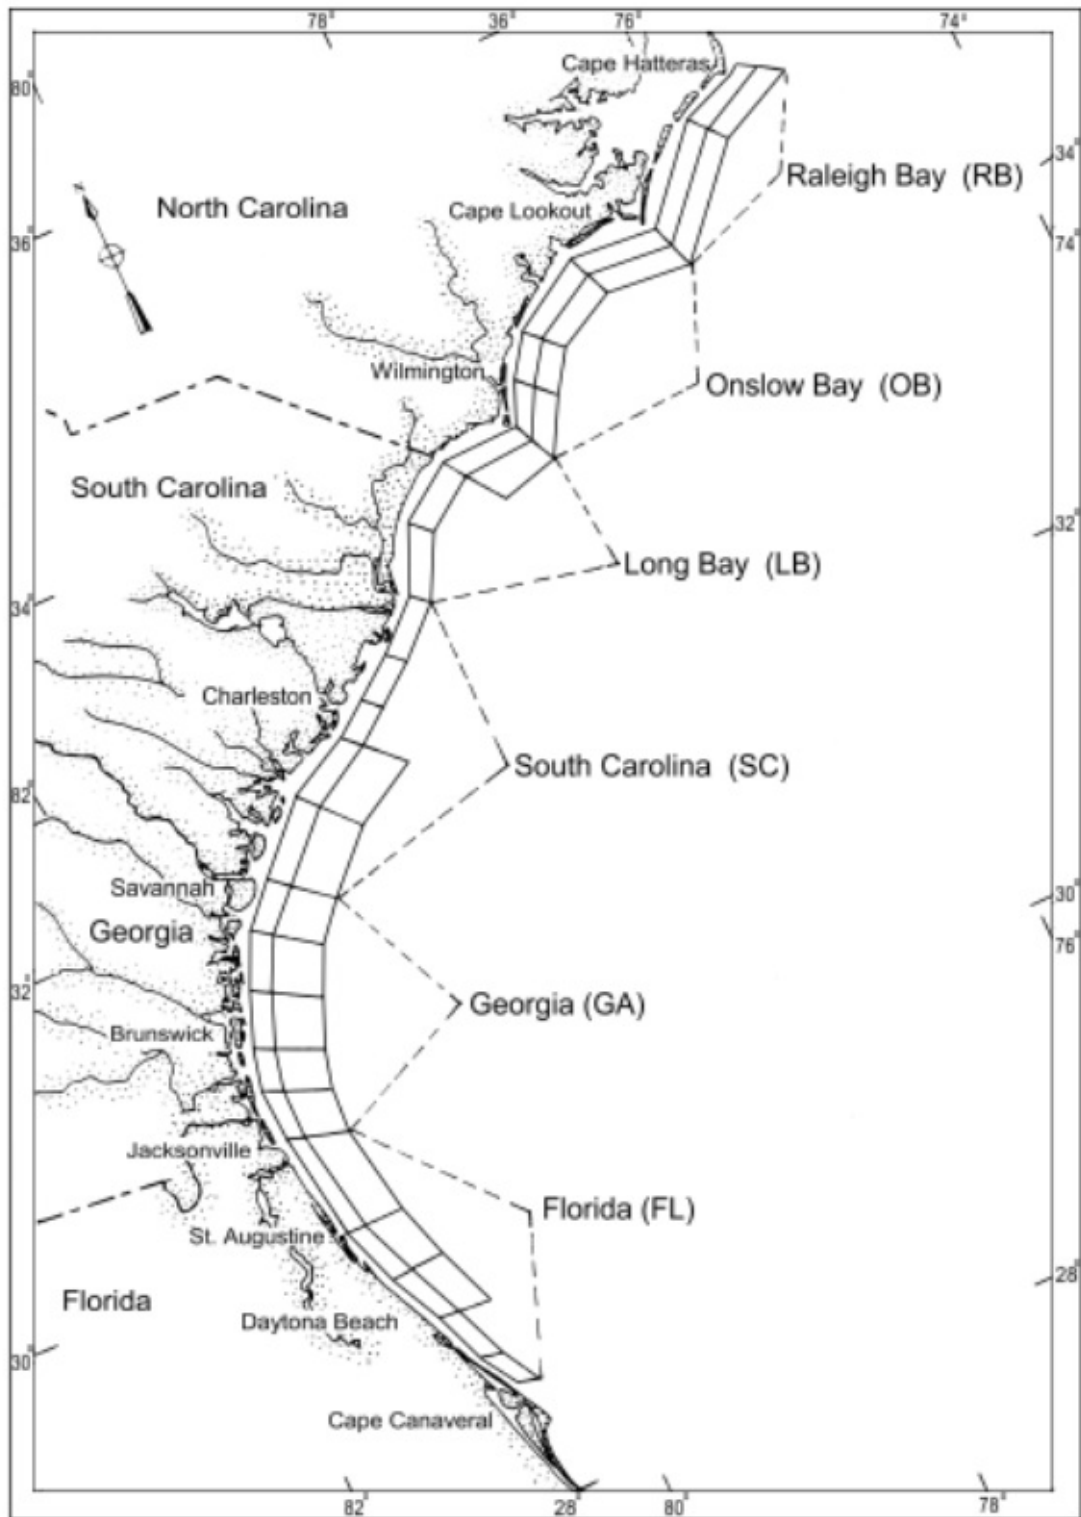 78° 36° 76° 74°
Cape Hatteras
80°
34°
Raleigh Bay (RB)
North Carolina
Cape Lookout
N
36°
74°
Wilmington
Onslow Bay (OB)
South Carolina
32°
Long Bay (LB)
34°
Charleston
South Carolina (SC)
82°
Savannah
30°
Georgia
76°
32°
Georgia (GA)
Brunswick
Jacksonville
Florida (FL)
St. Augustine
28°
Florida
Daytona Beach
30°
Cape Canaveral
82° 28° 80° 78°